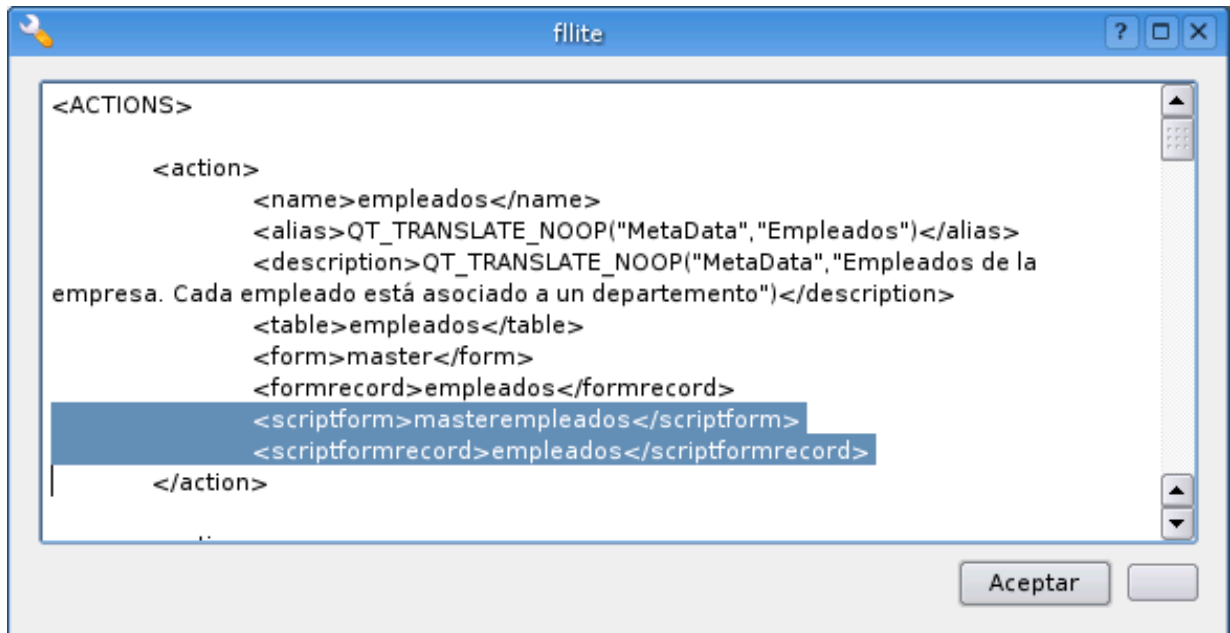 fllite
<ACTIONS>
<action>
<name>empleados</name>
<alias>QT_TRANSLATE_NOOP("MetaData","Empleados")</alias>
<description>QT_TRANSLATE_NOOP("MetaData","Empleados de la
empresa. Cada empleado está asociado a un departemento")</description>
<table>empleados</table>
<form>master</form>
<formrecord>empleados</formrecord>
<scriptform>masterempleados</scriptform>
<scriptformrecord>empleados</scriptformrecord>
</action>
Aceptar